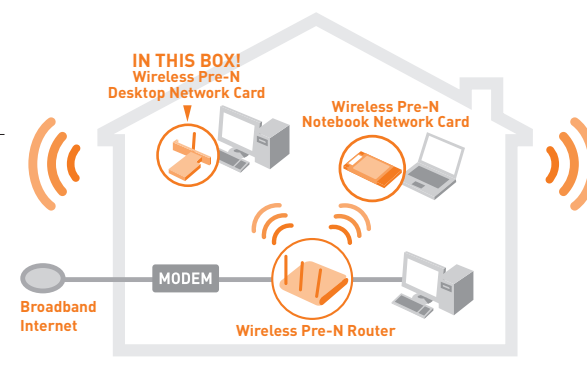 IN THIS BOX!
Wireless Pre-N
Desktop Network Card
Wireless Pre-N
Notebook Network Card
MODEM
Broadband
Internet
Wireless Pre-N Router